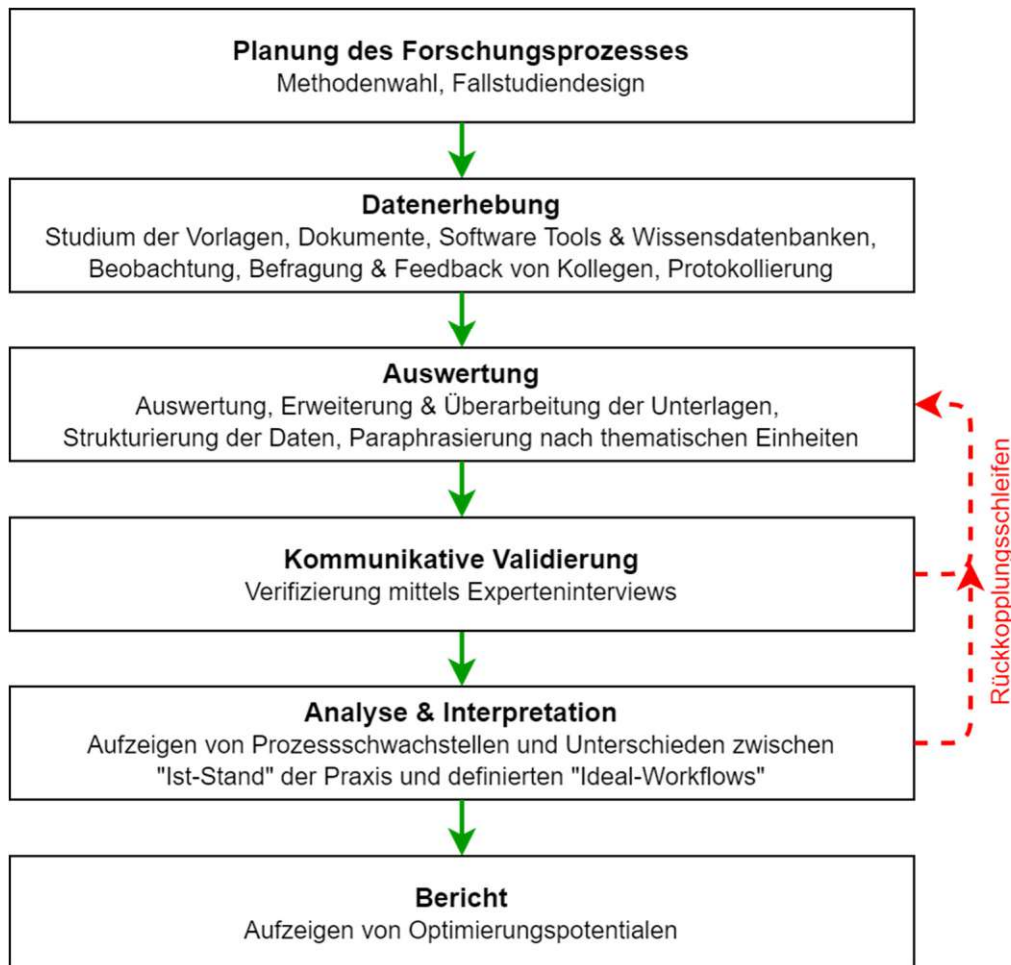 Planung des Forschungsprozesses
Methodenwahl, Fallstudiendesign
Datenerhebung
Studium der Vorlagen, Dokumente, Software Tools & Wissensdatenbanken,
Beobachtung, Befragung & Feedback von Kollegen, Protokollierung
Auswertung
Auswertung, Erweiterung & Überarbeitung der Unterlagen,
Strukturierung der Daten, Paraphrasierung nach thematischen Einheiten
Kommunikative Validierung
Verifizierung mittels Experteninterviews
Analyse & Interpretation
Aufzeigen von Prozessschwachstellen und Unterschieden zwischen
"Ist-Stand" der Praxis und definierten "Ideal-Workflows"
Bericht
Aufzeigen von Optimierungspotentialen
Rückkopplungsschleifen